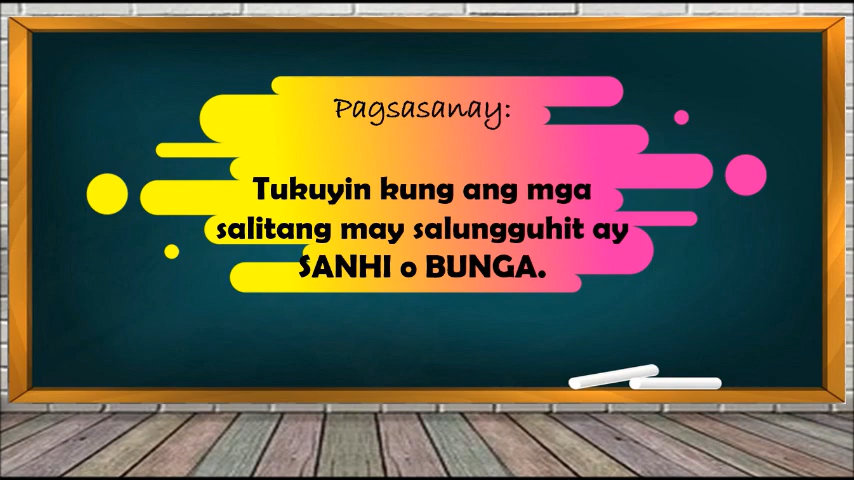 Pagsasanay:
Tukuyin kung ang mga
salitang may salungguhit ay
SANHI o BUNGA.